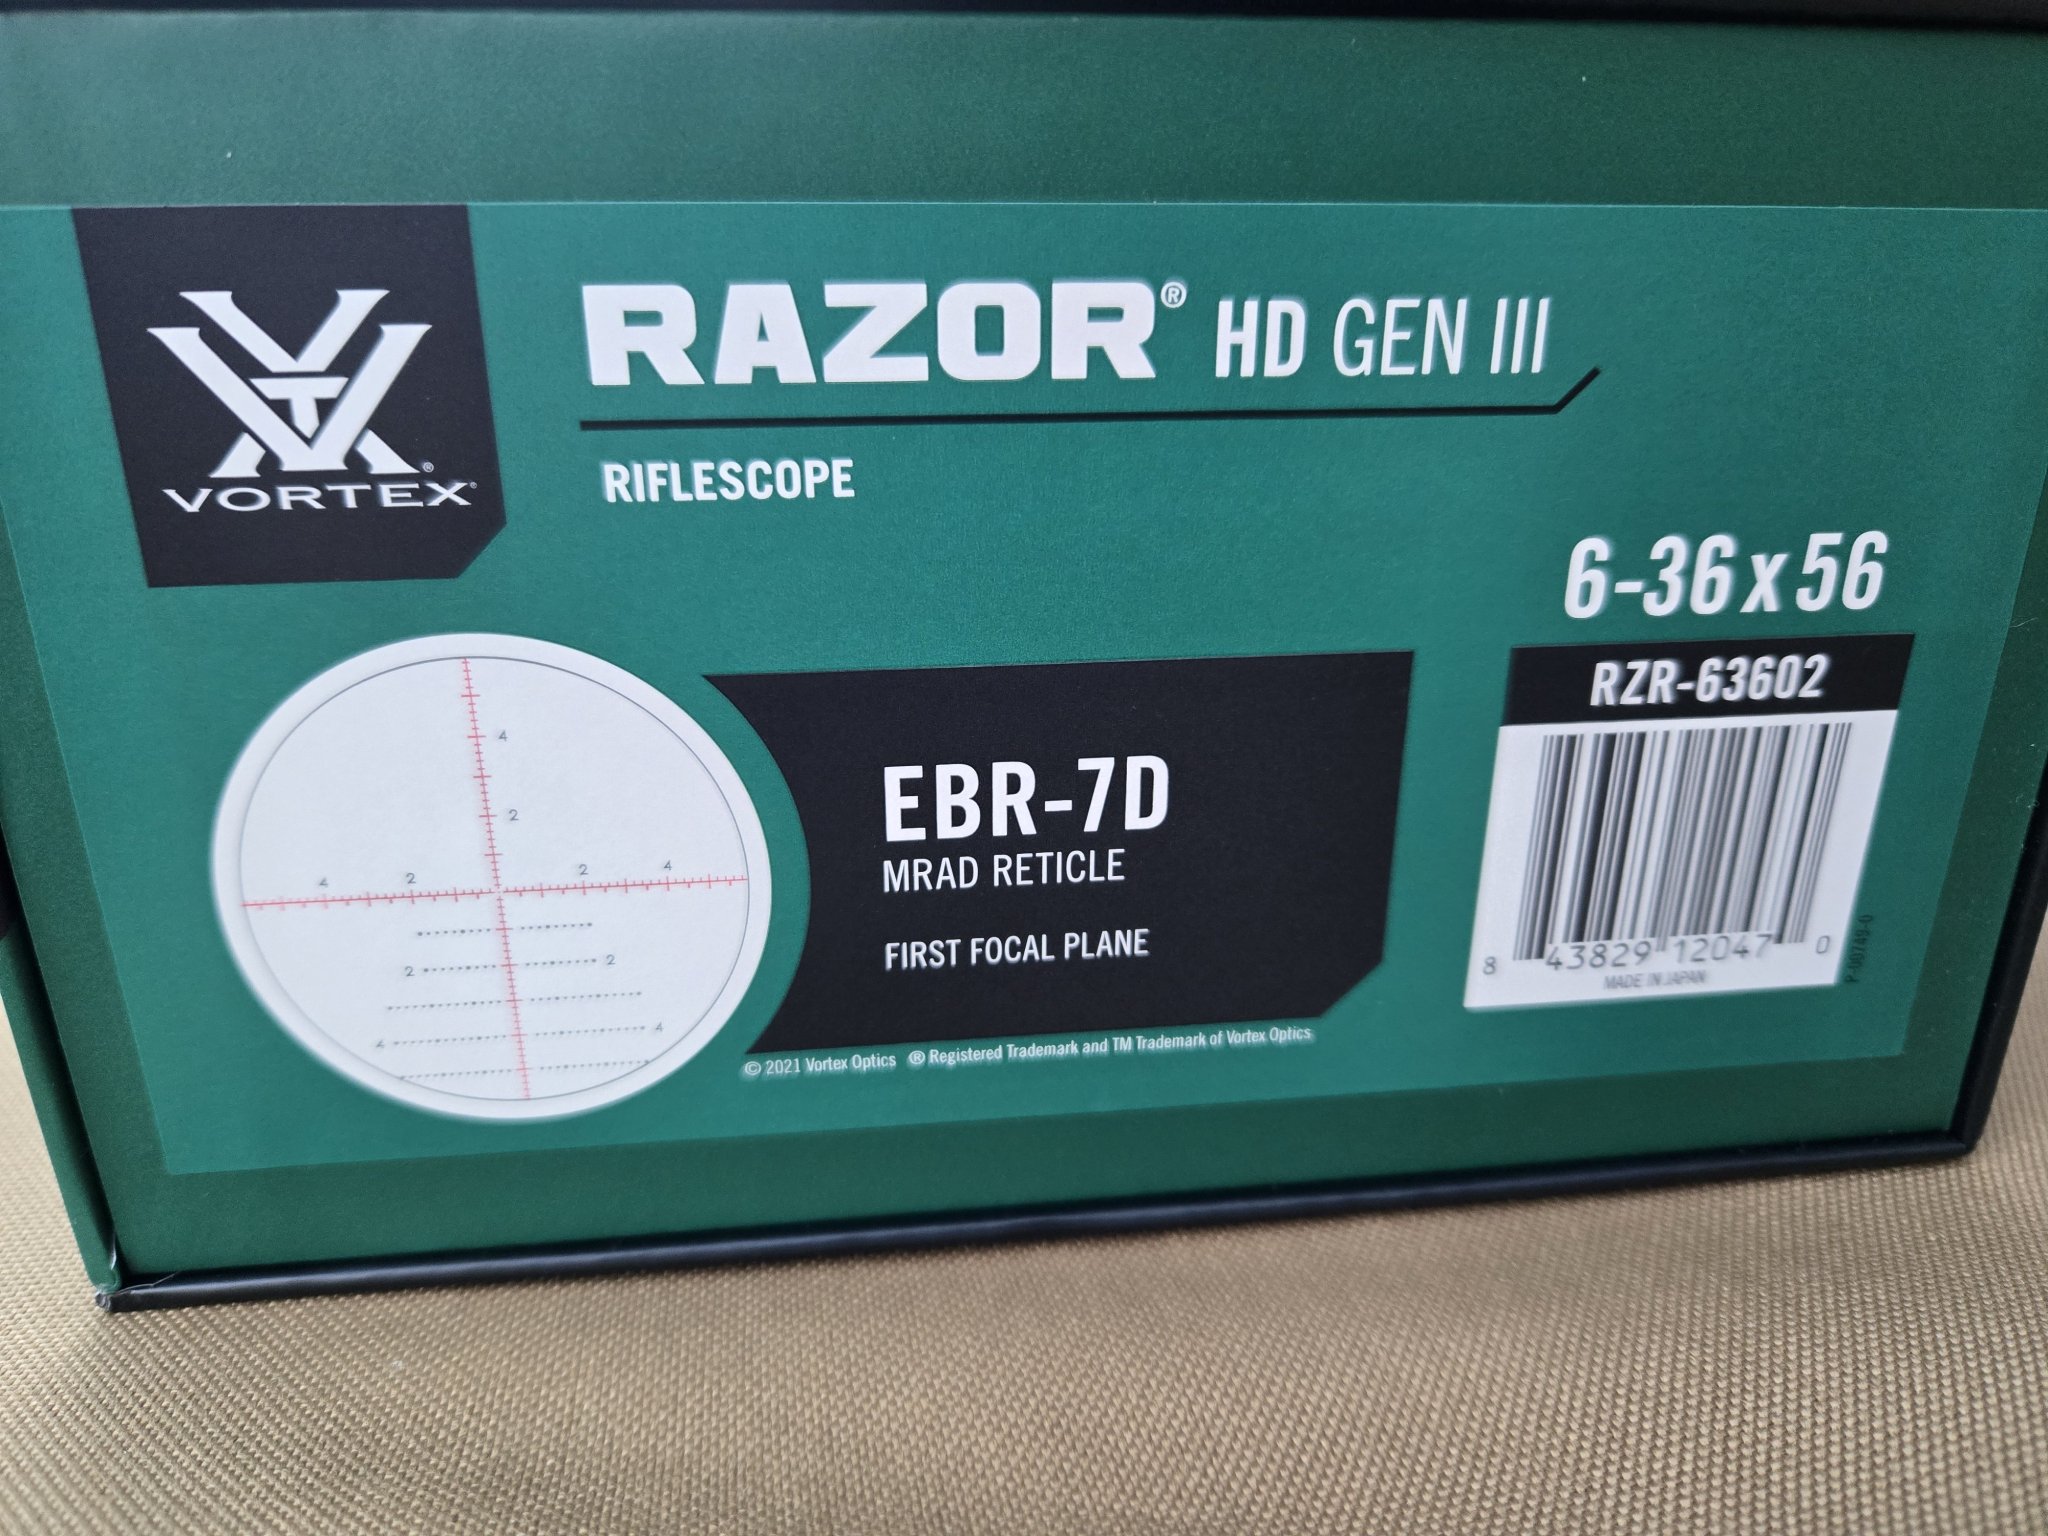 RAZOR® HD GEN III
VORTEX®
RIFLESCOPE
6-36x56
RZR-63602
4
2
4 2 2 4
2 2
4 4
EBR-7D
MRAD RETICLE
FIRST FOCAL PLANE
8 43829 12047 0
MADE IN JAPAN
© 2021 Vortex Optics ® Registered Trademark and TM Trademark of Vortex Optics